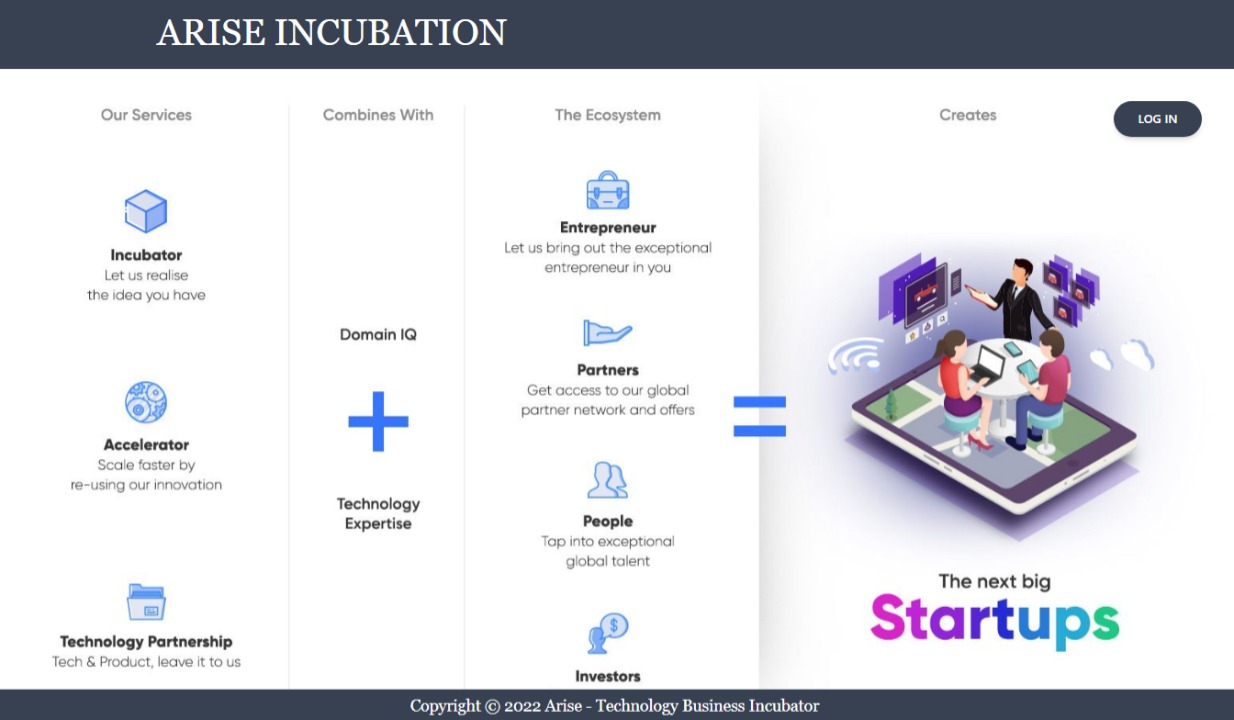 ARISE INCUBATION
Our Services
Incubator
Let us realise
the idea you have
Accelerator
Scale faster by
re-using our innovation
Technology Partnership
Tech & Product, leave it to us
Combines With
Domain IQ
+
Technology
Expertise
The Ecosystem
Entrepreneur
Let us bring out the exceptional
entrepreneur in you
Partners
Get access to our global
partner network and offers
People
Tap into exceptional
global talent
$
Investors
=
Creates
LOG IN
The next big
Startups
Copyright © 2022 Arise - Technology Business Incubator